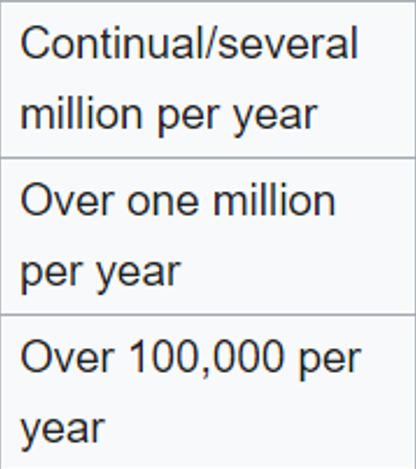 Continual/several
million per year
Over one million
per year
Over 100,000 per
year